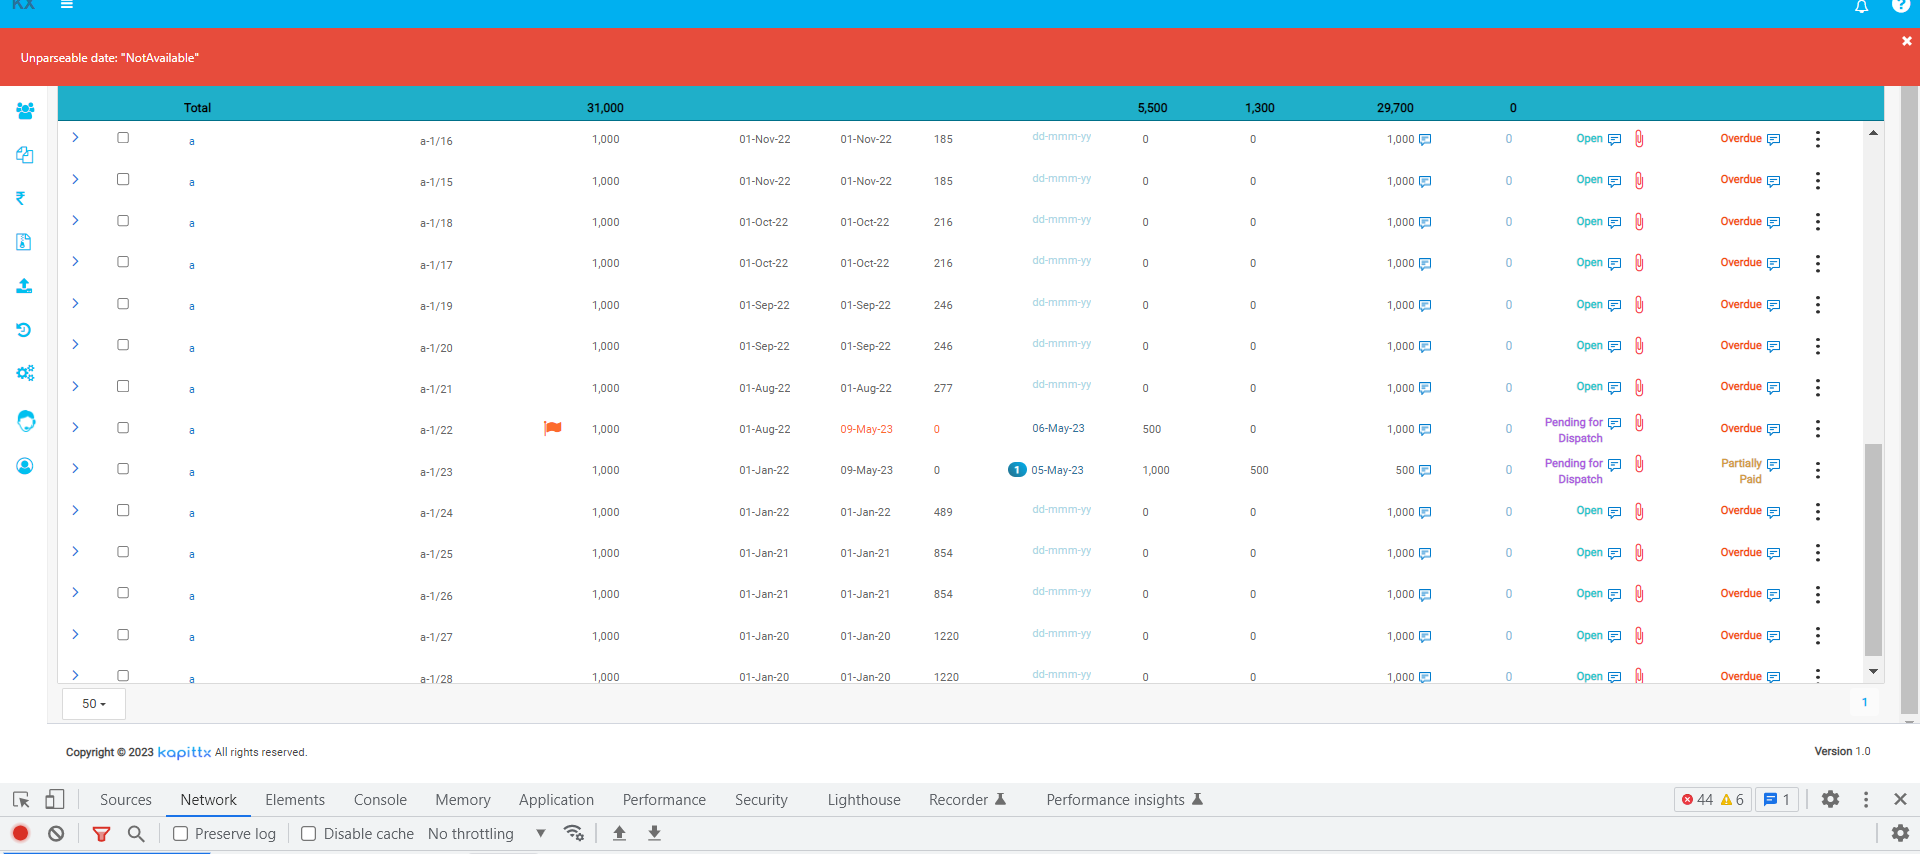 KX
Unparseable date: "NotAvailable"
Total 31,000 5,500 1,300 29,700 0
a a-1/16 1,000 01-Nov-22 01-Nov-22 185 dd-mmm-yy 0 0 1,000 0 Open Overdue
a a-1/15 1,000 01-Nov-22 01-Nov-22 185 dd-mmm-yy 0 0 1,000 0 Open Overdue
a a-1/18 1,000 01-Oct-22 01-Oct-22 216 dd-mmm-yy 0 0 1,000 0 Open Overdue
a a-1/17 1,000 01-Oct-22 01-Oct-22 216 dd-mmm-yy 0 0 1,000 0 Open Overdue
a a-1/19 1,000 01-Sep-22 01-Sep-22 246 dd-mmm-yy 0 0 1,000 0 Open Overdue
a a-1/20 1,000 01-Sep-22 01-Sep-22 246 dd-mmm-yy 0 0 1,000 0 Open Overdue
a a-1/21 1,000 01-Aug-22 01-Aug-22 277 dd-mmm-yy 0 0 1,000 0 Open Overdue
a a-1/22 1,000 01-Aug-22 09-May-23 0 06-May-23 500 0 1,000 0 Pending for Overdue
Dispatch
a a-1/23 1,000 01-Jan-22 09-May-23 0 1 05-May-23 1,000 500 500 0 Pending for Partially
Dispatch Paid
a a-1/24 1,000 01-Jan-22 01-Jan-22 489 dd-mmm-yy 0 0 1,000 0 Open Overdue
a a-1/25 1,000 01-Jan-21 01-Jan-21 854 dd-mmm-yy 0 0 1,000 0 Open Overdue
a a-1/26 1,000 01-Jan-21 01-Jan-21 854 dd-mmm-yy 0 0 1,000 0 Open Overdue
a a-1/27 1,000 01-Jan-20 01-Jan-20 1220 dd-mmm-yy 0 0 1,000 0 Open Overdue
a a-1/28 1,000 01-Jan-20 01-Jan-20 1220 dd-mmm-yy 0 0 1,000 0 Open Overdue
50 1
Copyright © 2023 kapittx All rights reserved. Version 1.0
Sources Network Elements Console Memory Application Performance Security Lighthouse Recorder Performance insights 44 6 1
Preserve log Disable cache No throttling